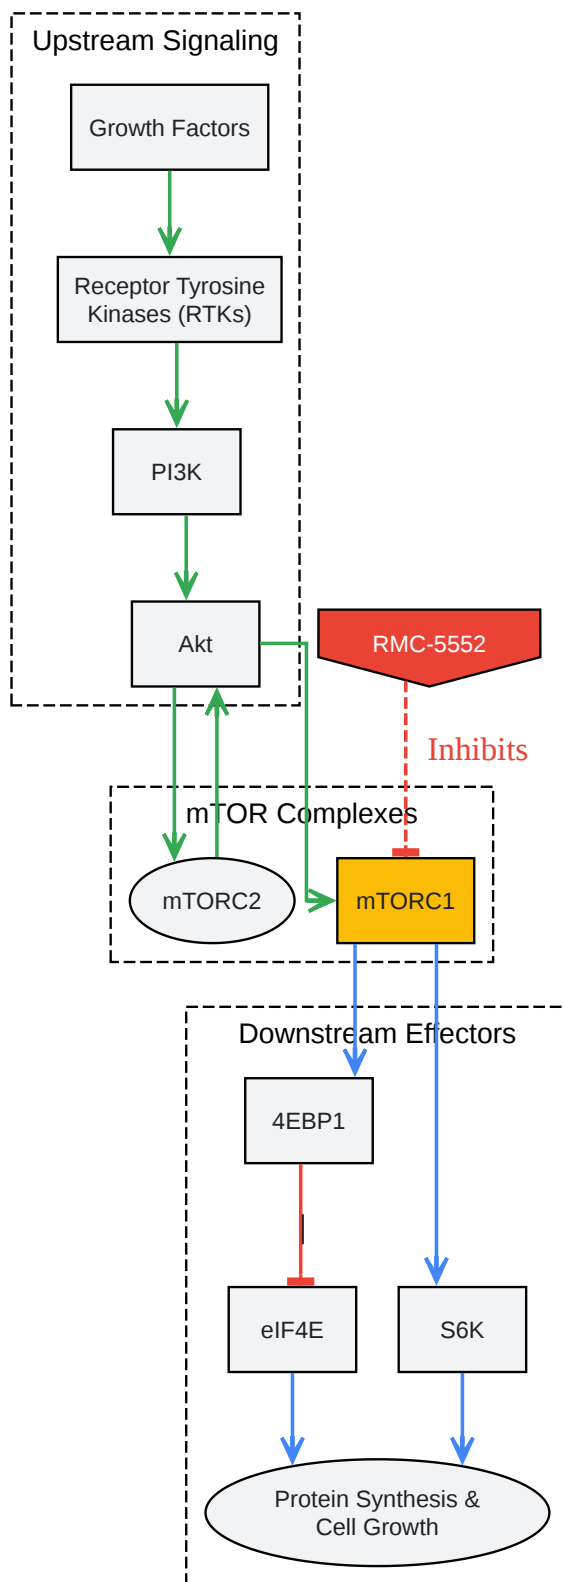 Upstream Signaling
Growth Factors
Receptor Tyrosine
Kinases (RTKs)
PI3K
Akt
RMC-5552
Inhibits
mTOR Complexes
mTORC2
mTORC1
Downstream Effectors
4EBP1
|
eIF4E
S6K
Protein Synthesis &
Cell Growth